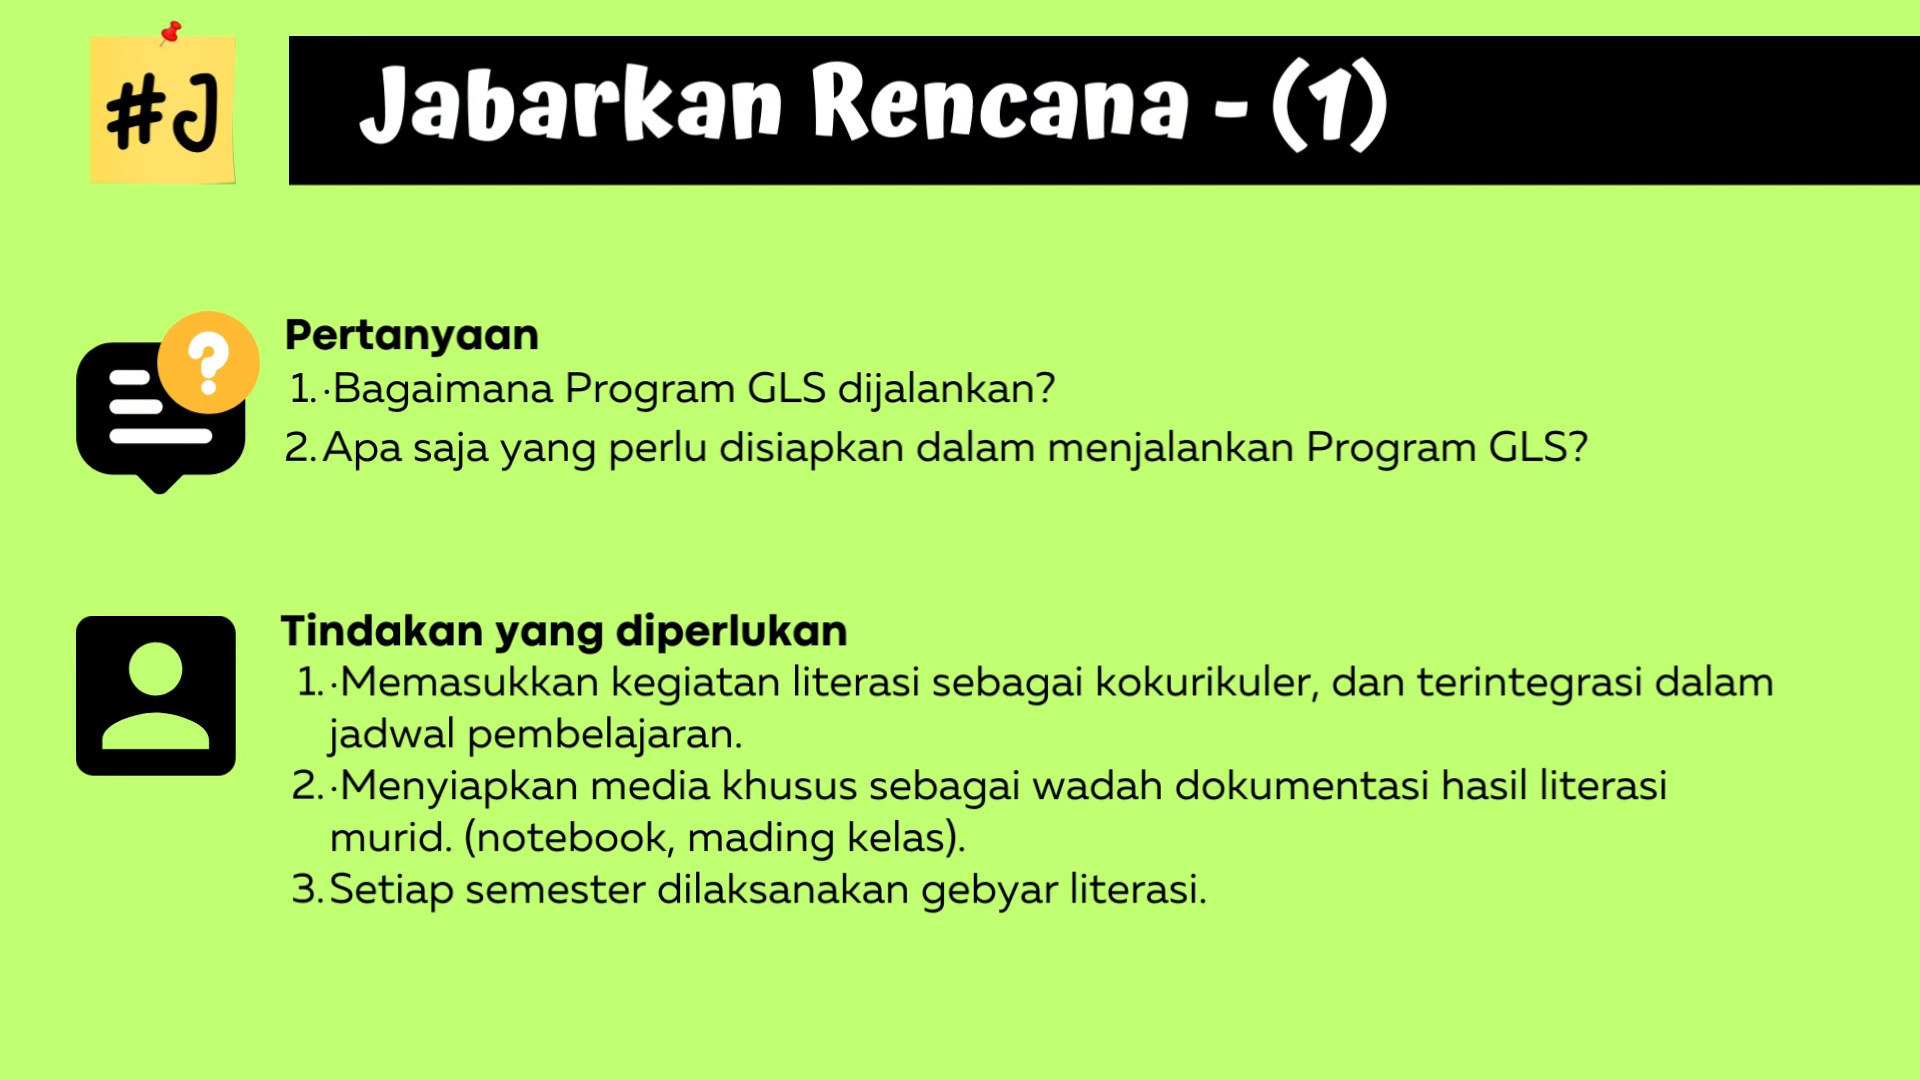 #J
Jabarkan Rencana - (1)
?
Pertanyaan
1.·Bagaimana Program GLS dijalankan?
2.Apa saja yang perlu disiapkan dalam menjalankan Program GLS?
Tindakan yang diperlukan
1.·Memasukkan kegiatan literasi sebagai kokurikuler, dan terintegrasi dalam
jadwal pembelajaran.
2.·Menyiapkan media khusus sebagai wadah dokumentasi hasil literasi
murid. (notebook, mading kelas).
3.Setiap semester dilaksanakan gebyar literasi.